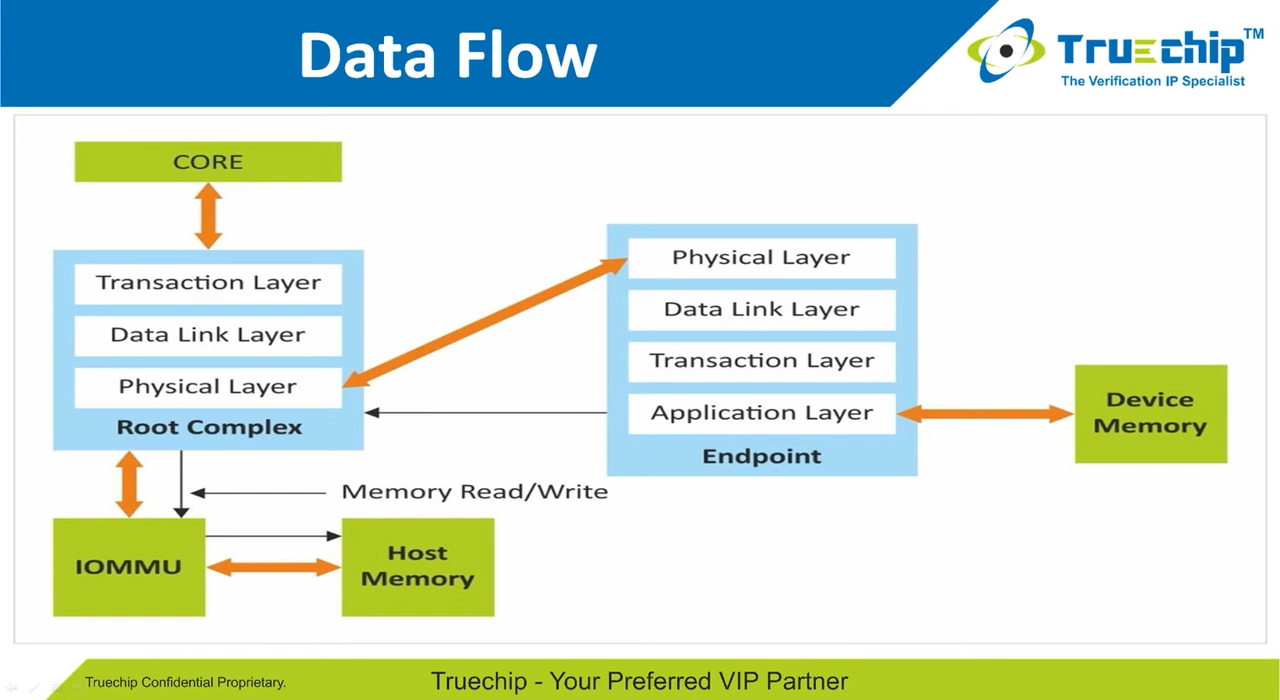 Data Flow
Truechip™
The Verification IP Specialist
CORE
Transaction Layer
Data Link Layer
Physical Layer
Root Complex
Physical Layer
Data Link Layer
Transaction Layer
Application Layer
Endpoint
Device
Memory
Memory Read/Write
IOMMU
Host
Memory
Truechip Confidential Proprietary.
Truechip - Your Preferred VIP Partner